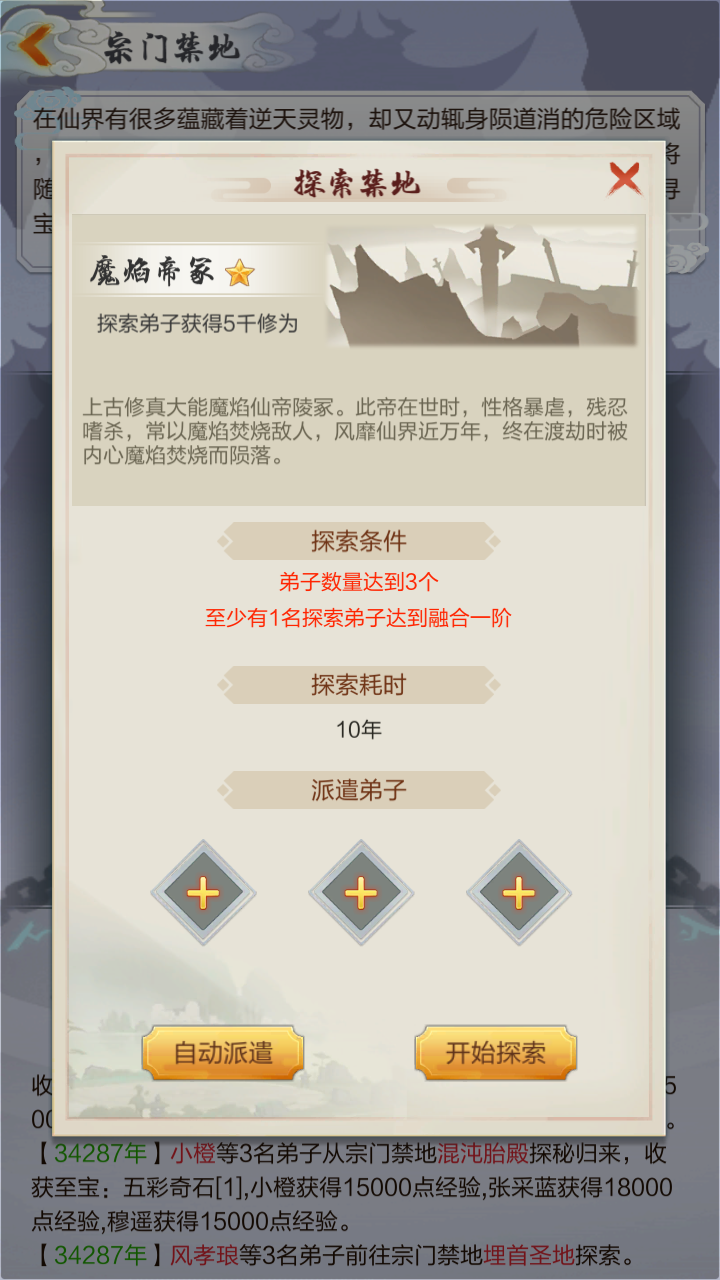 宗门禁地
在仙界有很多蕴藏着逆天灵物，却又动辄身陨道消的危险区域
，
随
宝
探索禁地
魔焰帝冢
探索弟子获得5千修为
上古修真大能魔焰仙帝陵冢。此帝在世时，性格暴虐，残忍
嗜杀，常以魔焰焚烧敌人，风靡仙界近万年，终在渡劫时被
内心魔焰焚烧而陨落。
探索条件
弟子数量达到3个
至少有1名探索弟子达到融合一阶
探索耗时
10年
派遣弟子
自动派遣
开始探索
收 5
00 。
【34287年】小橙等3名弟子从宗门禁地混沌胎殿探秘归来，收
获至宝：五彩奇石[1],小橙获得15000点经验,张采蓝获得18000
点经验,穆遥获得15000点经验。
【34287年】风孝琅等3名弟子前往宗门禁地埋首圣地探索。